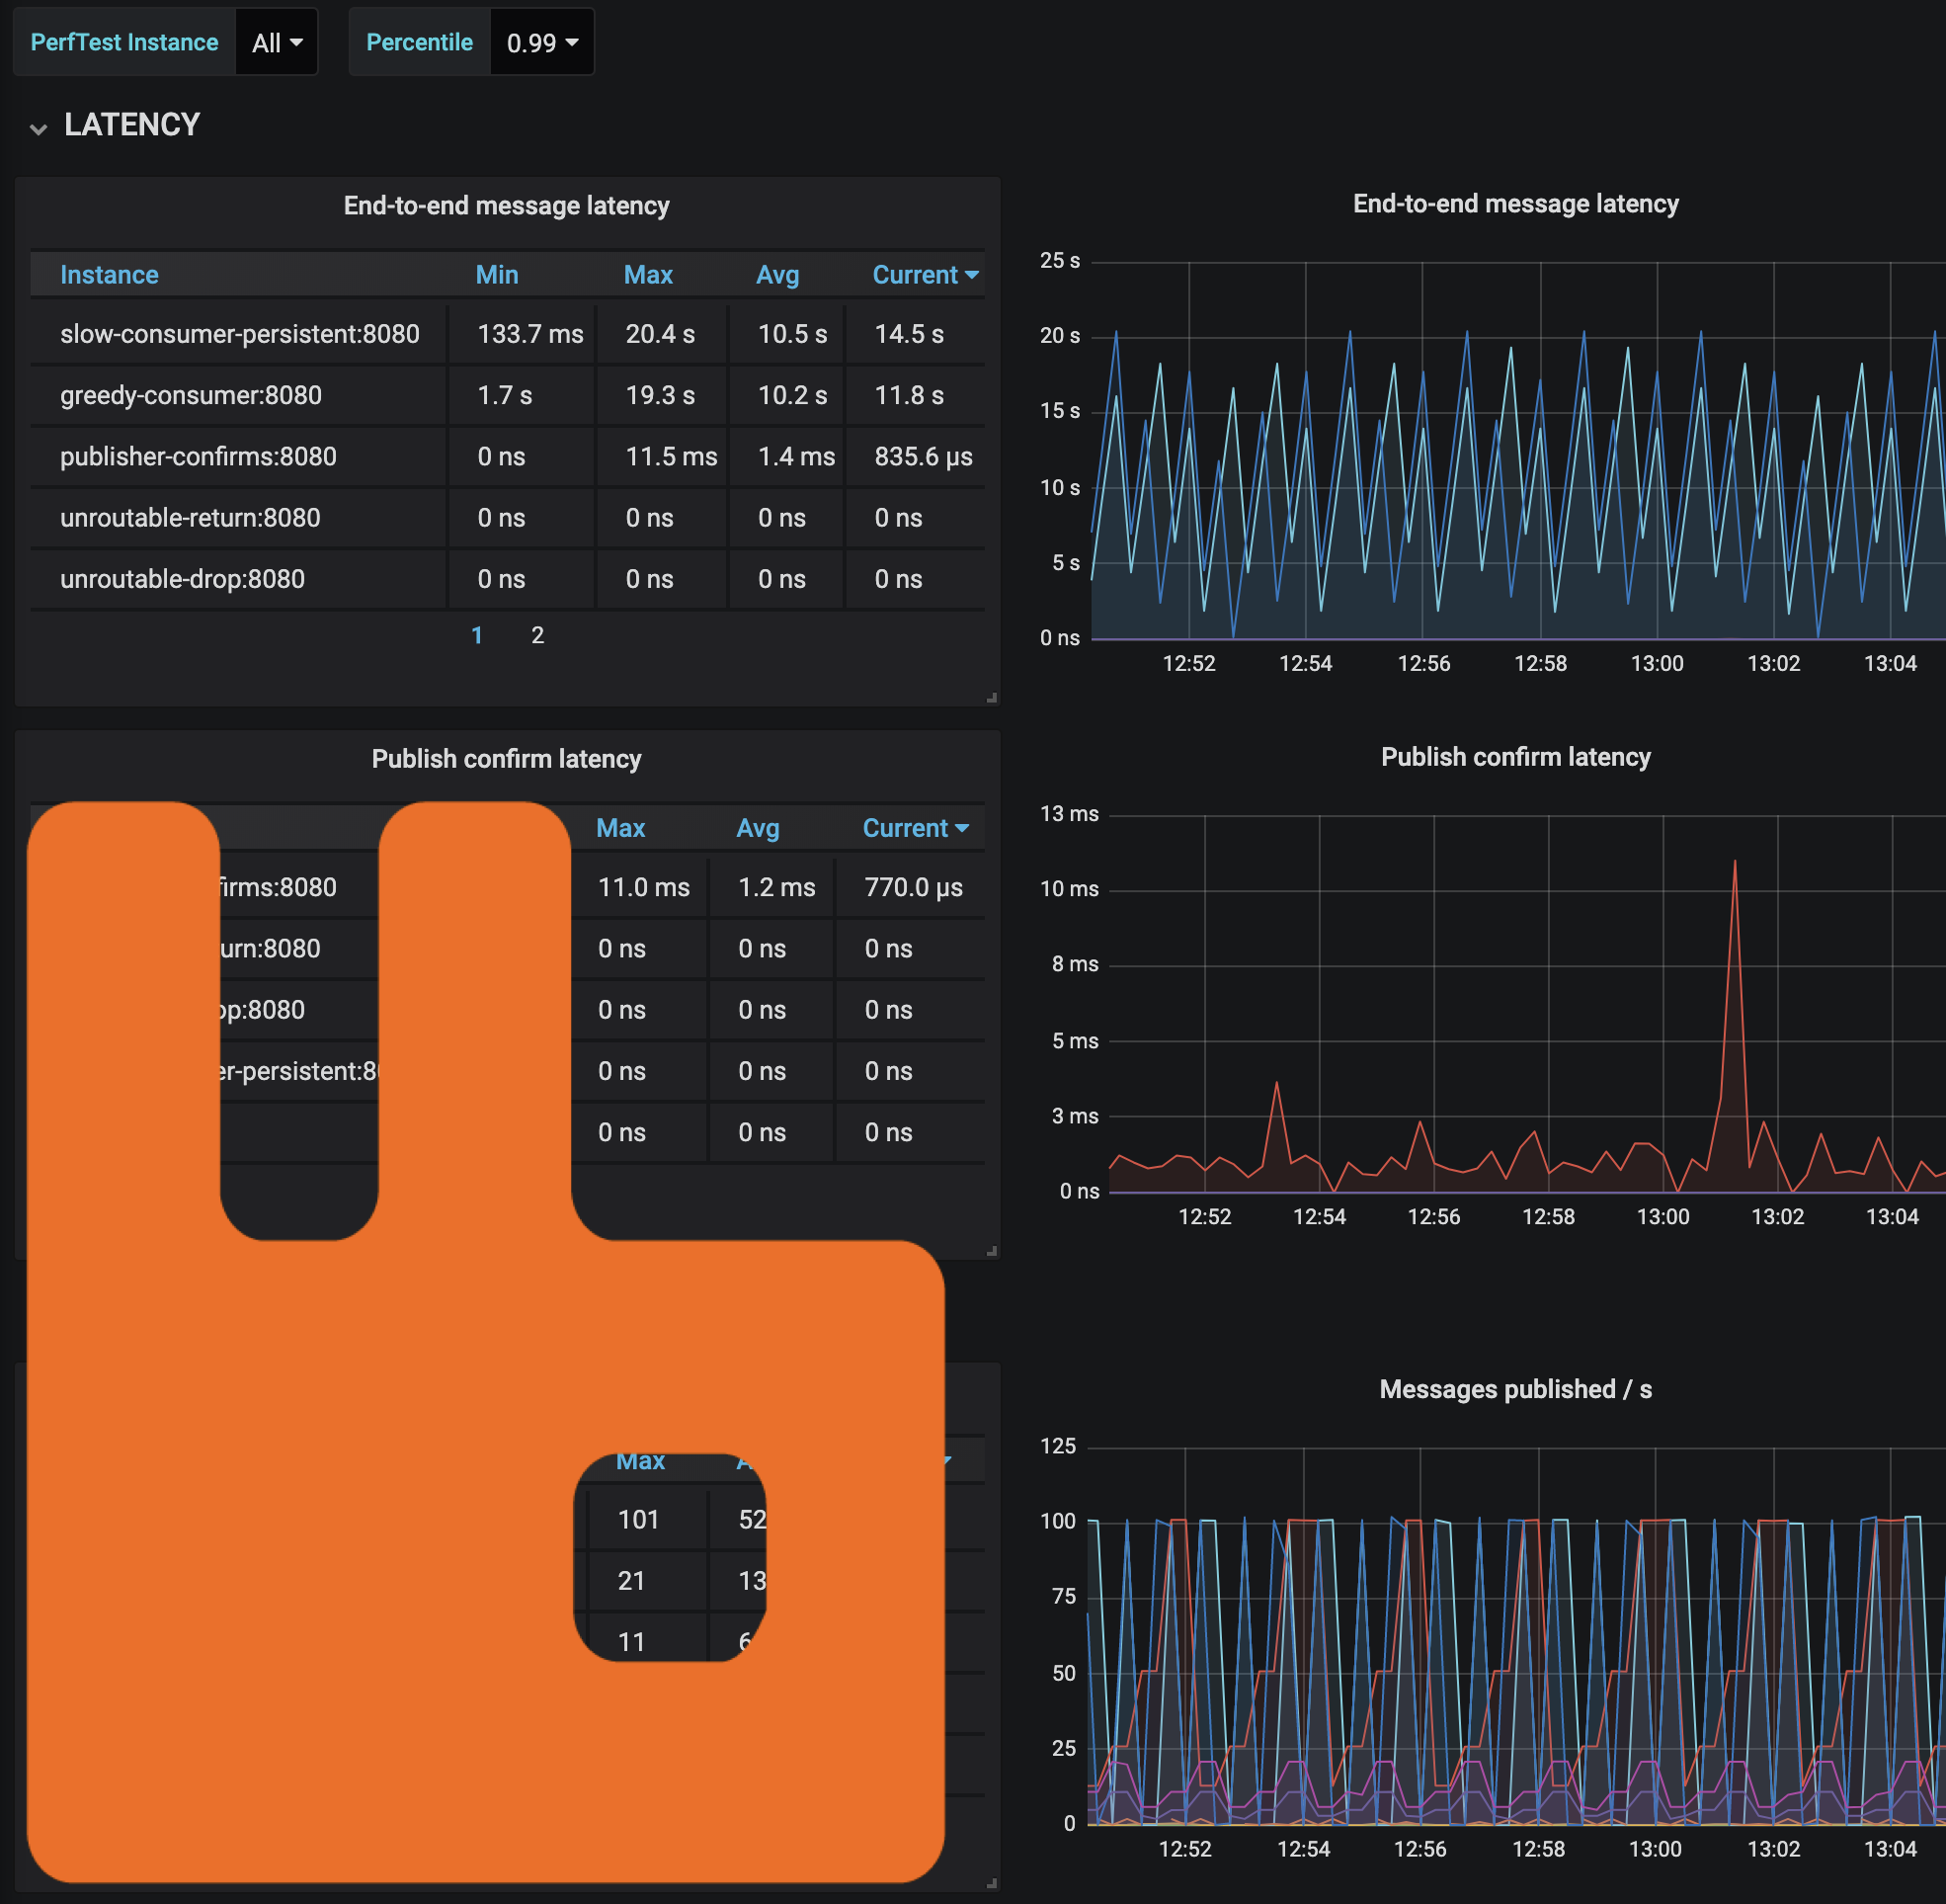 PerfTest Instance All Percentile 0.99
LATENCY
End-to-end message latency
Instance Min Max Avg Current
slow-consumer-persistent:8080 133.7 ms 20.4 s 10.5 s 14.5 s
greedy-consumer:8080 1.7 s 19.3 s 10.2 s 11.8 s
publisher-confirms:8080 0 ns 11.5 ms 1.4 ms 835.6 µs
unroutable-return:8080 0 ns 0 ns 0 ns 0 ns
unroutable-drop:8080 0 ns 0 ns 0 ns 0 ns
1 2
End-to-end message latency
25 s
20 s
15 s
10 s
5 s
0 ns
12:52 12:54 12:56 12:58 13:00 13:02 13:04
Publish confirm latency
Max Avg Current
firms:8080 11.0 ms 1.2 ms 770.0 µs
urn:8080 0 ns 0 ns 0 ns
op:8080 0 ns 0 ns 0 ns
er-persistent:80 0 ns 0 ns 0 ns
0 ns 0 ns 0 ns
Publish confirm latency
13 ms
10 ms
8 ms
5 ms
3 ms
0 ns
12:52 12:54 12:56 12:58 13:00 13:02 13:04
Max
101 52
21 13
11 6
Messages published / s
125
100
75
50
25
0
12:52 12:54 12:56 12:58 13:00 13:02 13:04